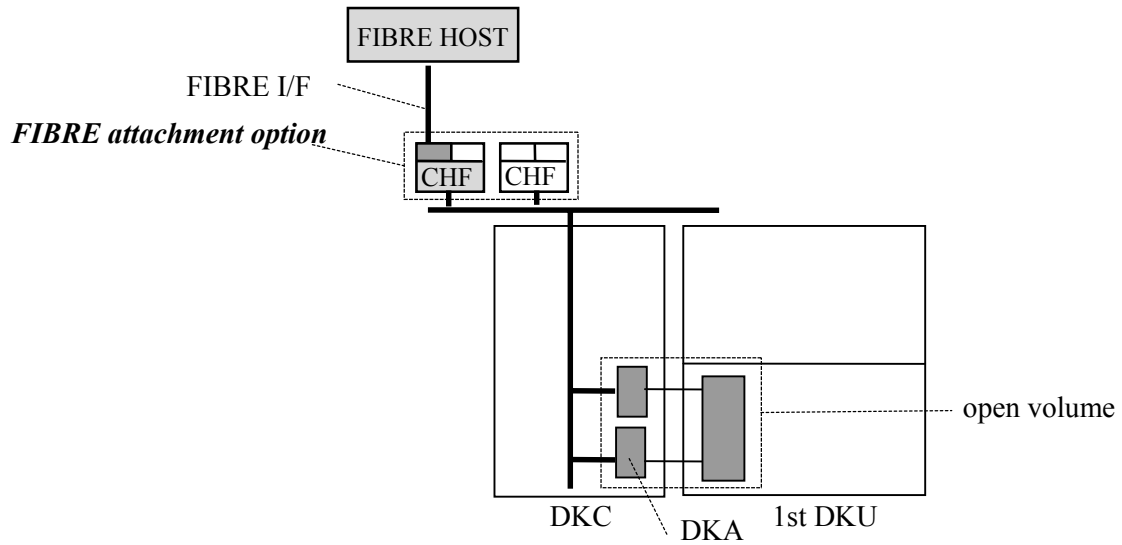 FIBRE HOST
FIBRE I/F
FIBRE attachment option
CHF
CHF
open volume
DKC
DKA
1st DKU